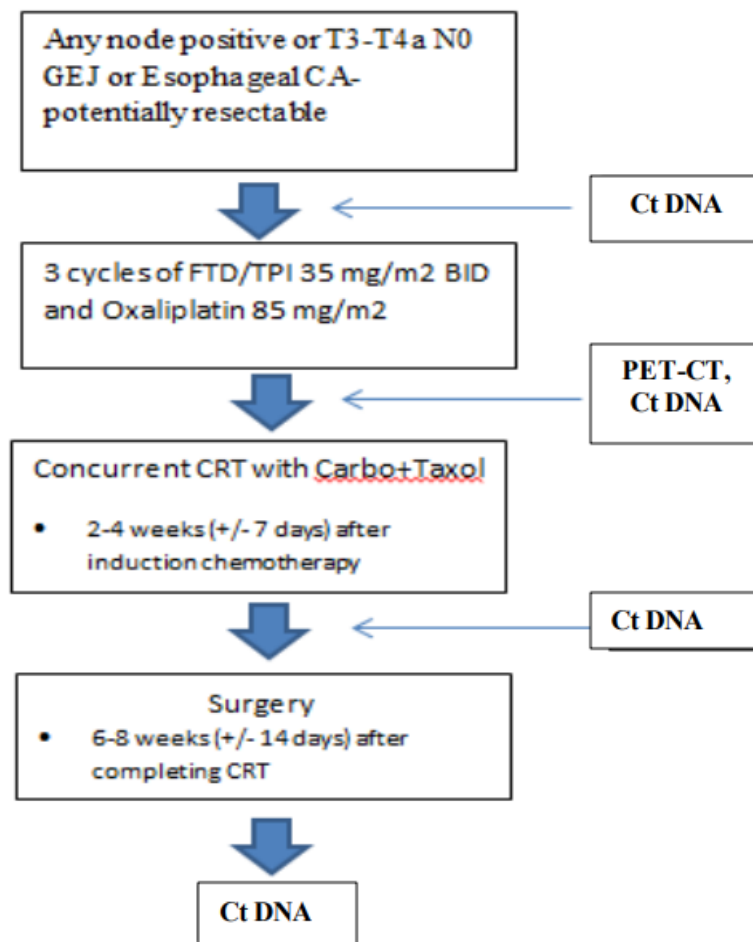 Any node positive or T3-T4a N0
GEJ or Esophageal CA-
potentially resectable
Ct DNA
3 cycles of FTD/TPI 35 mg/m2 BID
and Oxaliplatin 85 mg/m2
PET-CT,
Ct DNA
Concurrent CRT with Carbo+Taxol
• 2-4 weeks (+/- 7 days) after
induction chemotherapy
Ct DNA
Surgery
• 6-8 weeks (+/- 14 days) after
completing CRT
Ct DNA